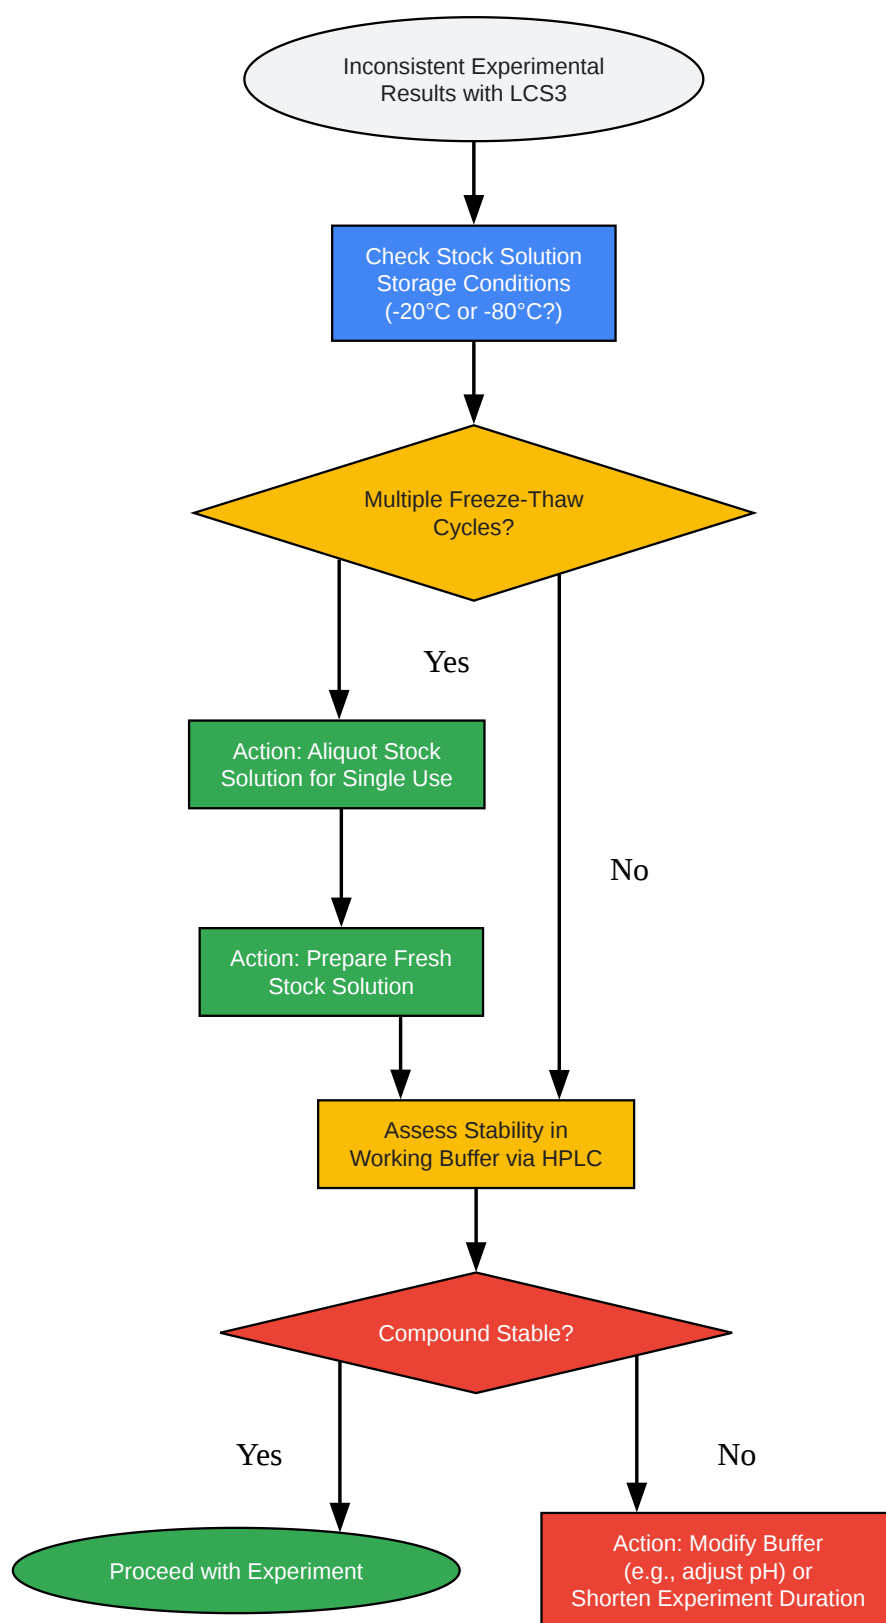 Inconsistent Experimental
Results with LCS3
Check Stock Solution
Storage Conditions
(-20°C or -80°C?)
Multiple Freeze-Thaw
Cycles?
Yes
Action: Aliquot Stock
Solution for Single Use
No
Action: Prepare Fresh
Stock Solution
Assess Stability in
Working Buffer via HPLC
Compound Stable?
Yes
No
Proceed with Experiment
Action: Modify Buffer
(e.g., adjust pH) or
Shorten Experiment Duration